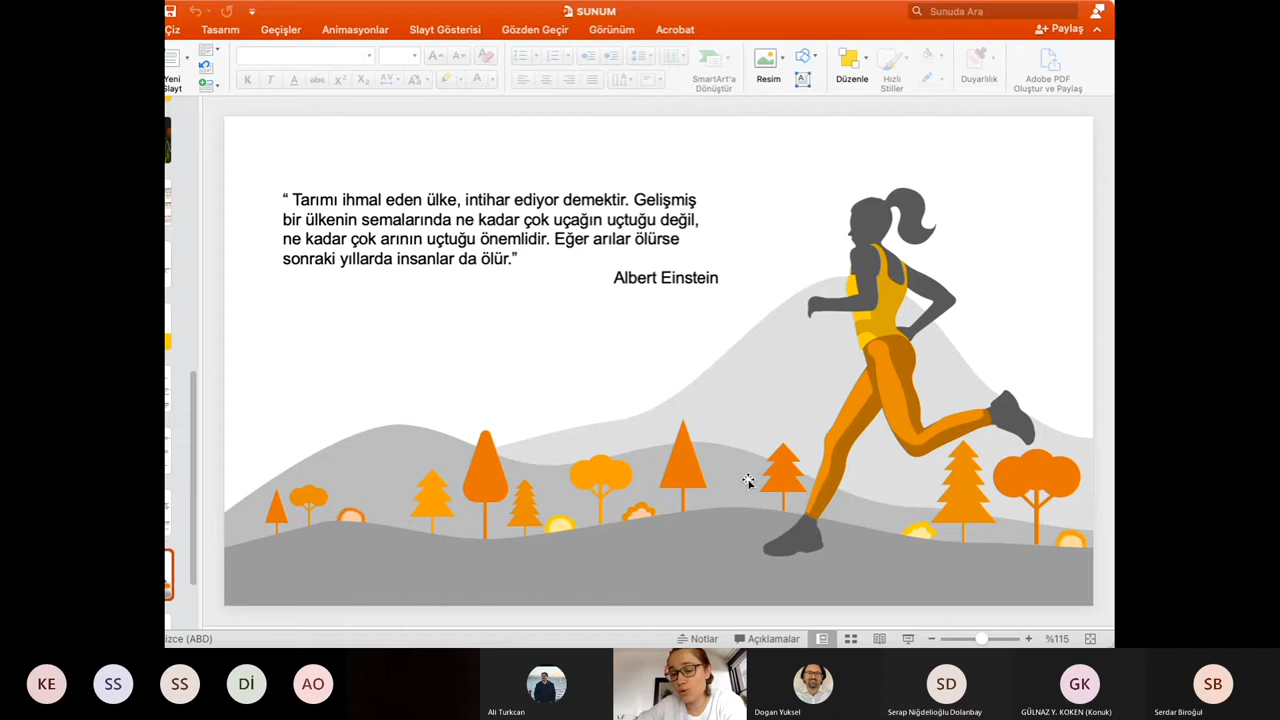 SUNUM
Sunuda Ara
Çiz
Tasarım
Geçişler
Animasyonlar
Slayt Gösterisi
Gözden Geçir
Görünüm
Acrobat
Paylaş
Yeni
Slayt
SmartArt'a
Dönüştür
Resim
Düzenle
Hızlı
Stiller
Duyarlılık
Adobe PDF
Oluştur ve Paylaş
“ Tarımı ihmal eden ülke, intihar ediyor demektir. Gelişmiş
bir ülkenin semalarında ne kadar çok uçağın uçtuğu değil,
ne kadar çok arının uçtuğu önemlidir. Eğer arılar ölürse
sonraki yıllarda insanlar da ölür.”
Albert Einstein
izce (ABD)
Notlar
Açıklamalar
%115
KE
SS
SS
Dİ
AO
Ali Turkcan
Dogan Yuksel
SD
Serap Niğdelioğlu Dolanbay
GK
GÜLNAZ Y. KOKEN (Konuk)
SB
Serdar Biroğul